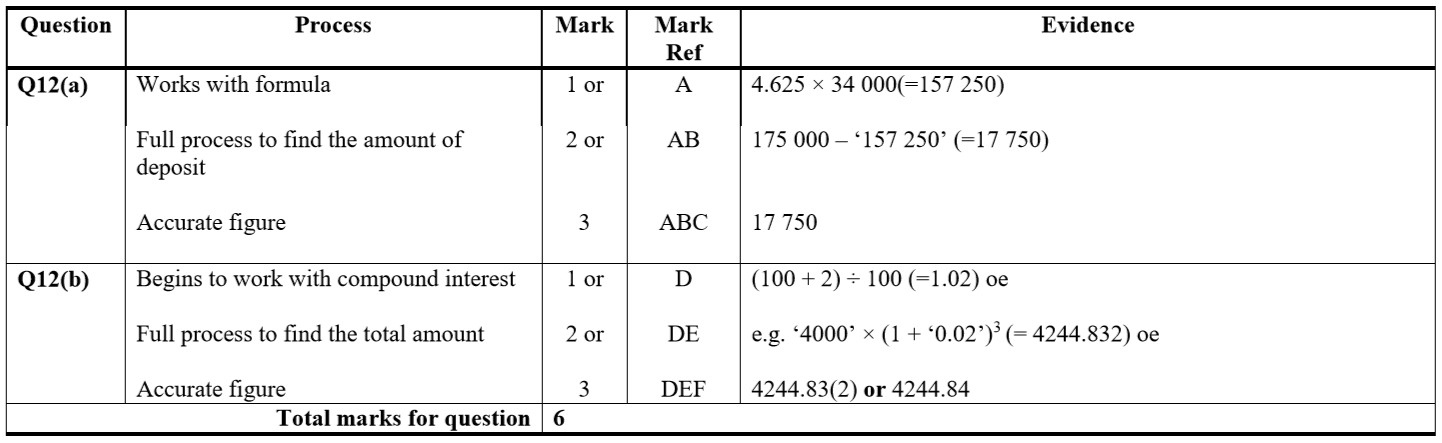 Question Process Mark Mark Ref Evidence
Q12(a) Works with formula 1 or A 4.625 × 34 000(=157 250)
Full process to find the amount of deposit 2 or AB 175 000 – ‘157 250’ (=17 750)
Accurate figure 3 ABC 17 750
Q12(b) Begins to work with compound interest 1 or D (100 + 2) ÷ 100 (=1.02) oe
Full process to find the total amount 2 or DE e.g. ‘4000’ × (1 + ‘0.02’)³ (= 4244.832) oe
Accurate figure 3 DEF 4244.83(2) or 4244.84
Total marks for question 6